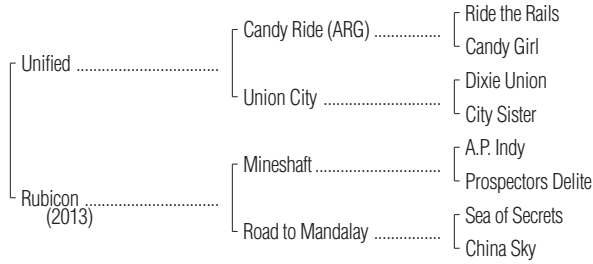 Ride the Rails
Candy Ride (ARG) ................
Candy Girl
Unified ..................................
Dixie Union
Union City ............................
City Sister
A.P. Indy
Mineshaft ..............................
Prospectors Delite
Rubicon ................................
(2013)
Sea of Secrets
Road to Mandalay ................
China Sky